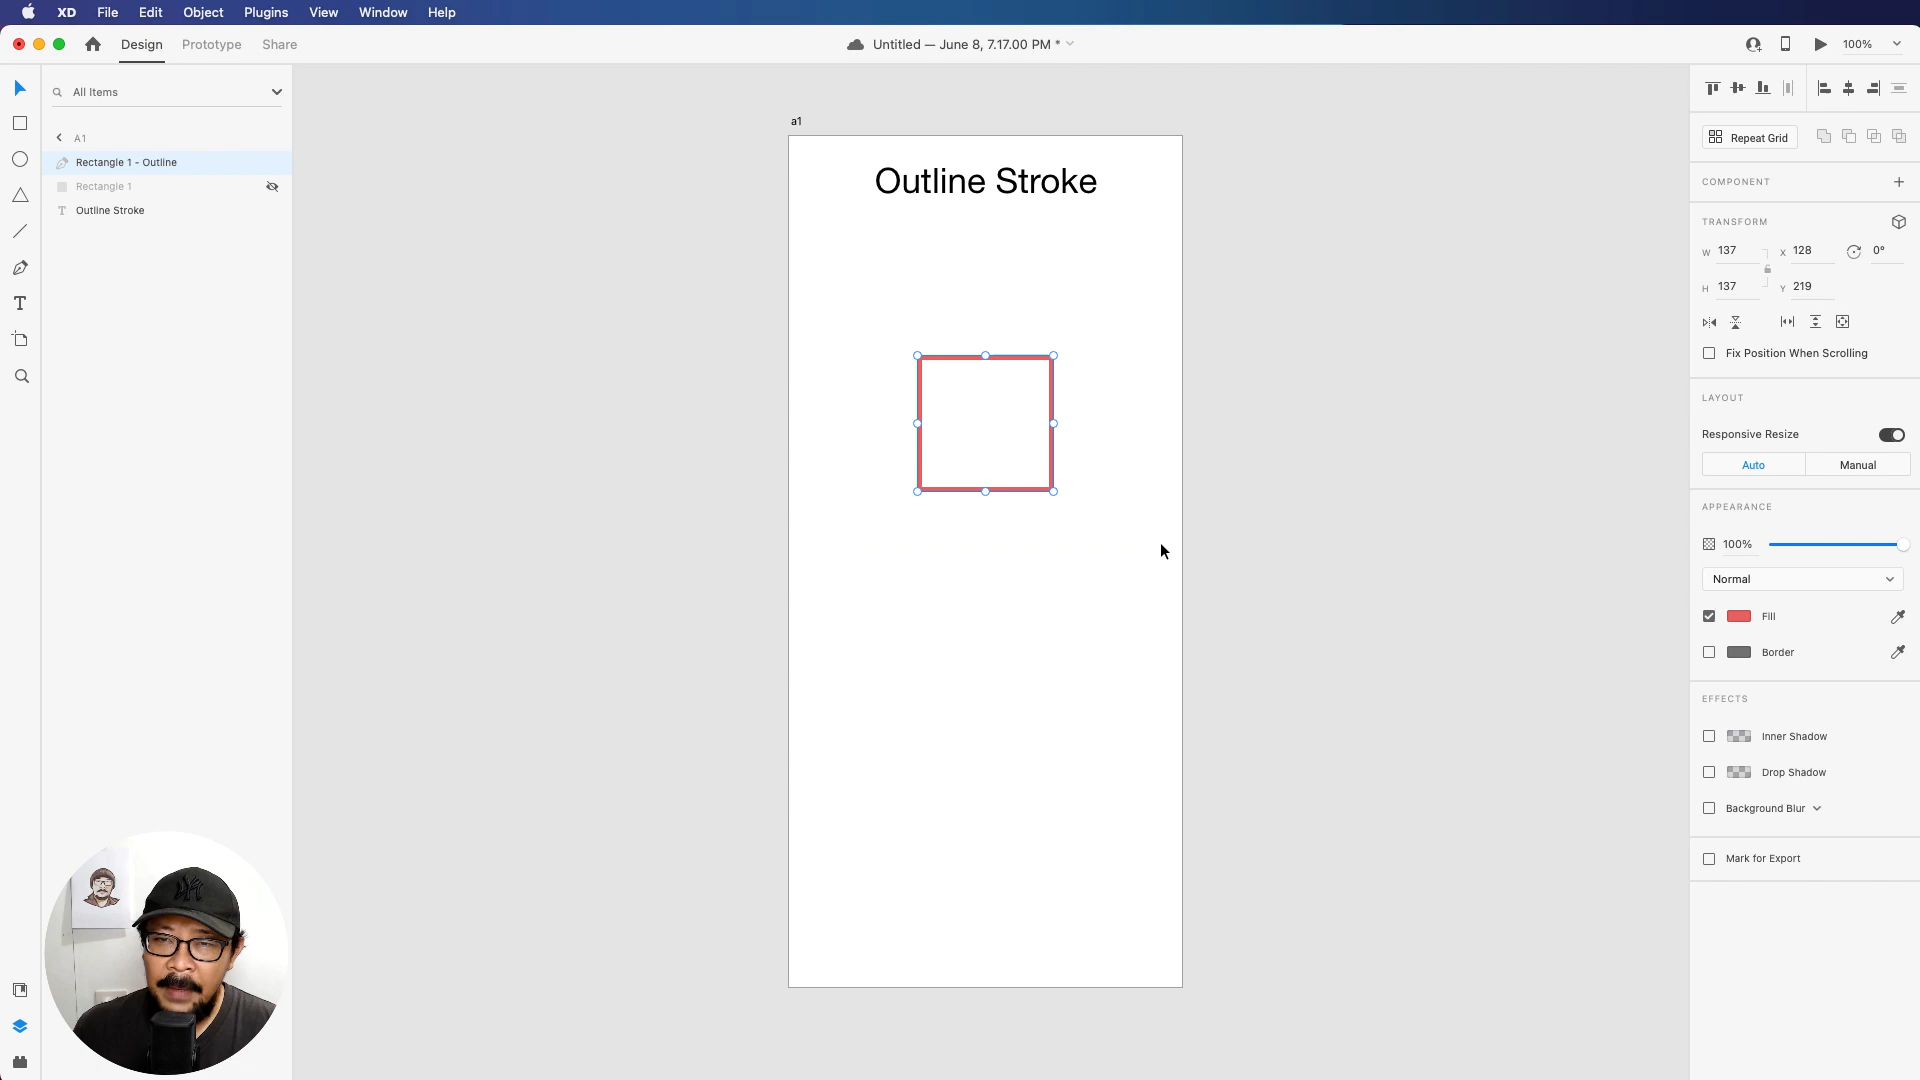 XD File Edit Object Plugins View Window Help
Design Prototype Share
Untitled — June 8, 7.17.00 PM *
100%
All Items
A1
Rectangle 1 - Outline
Rectangle 1
T Outline Stroke
T
a1
Outline Stroke
Repeat Grid
COMPONENT
TRANSFORM
W 137 X 128 0°
H 137 Y 219
Fix Position When Scrolling
LAYOUT
Responsive Resize
Auto Manual
APPEARANCE
100%
Normal
Fill
Border
EFFECTS
Inner Shadow
Drop Shadow
Background Blur
Mark for Export